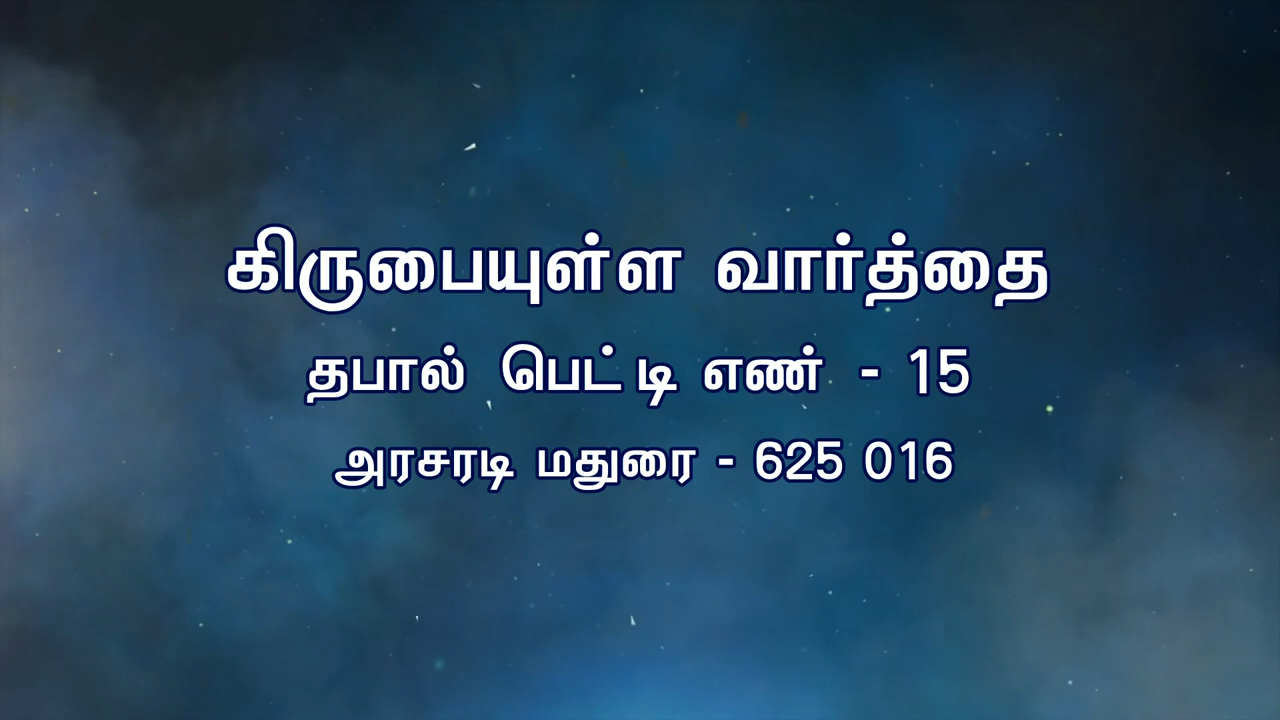 கிருபையுள்ள வார்த்தை
தபால் பெட்டி எண் - 15
அரசரடி மதுரை - 625 016